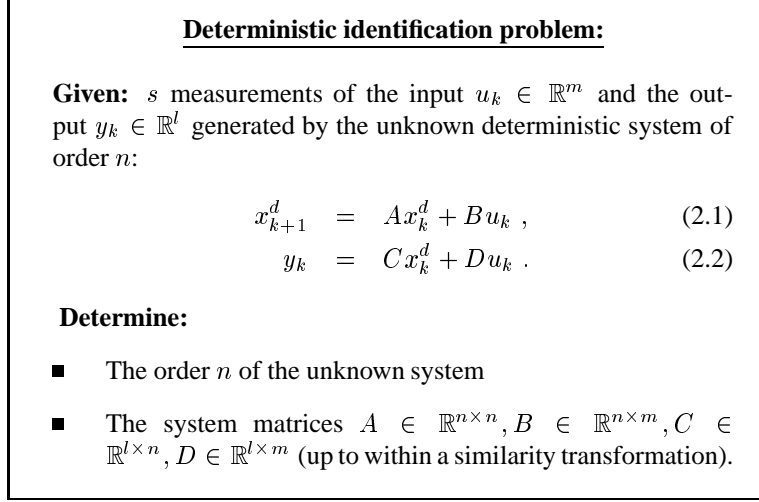 Deterministic identification problem:
Given: s measurements of the input u_k ∈ ℝ^m and the out-
put y_k ∈ ℝ^l generated by the unknown deterministic system of
order n:
x^d_{k+1} = Ax^d_k + Bu_k , (2.1)
y_k = Cx^d_k + Du_k . (2.2)
Determine:
■ The order n of the unknown system
■ The system matrices A ∈ ℝ^{n×n}, B ∈ ℝ^{n×m}, C ∈
ℝ^{l×n}, D ∈ ℝ^{l×m} (up to within a similarity transformation).